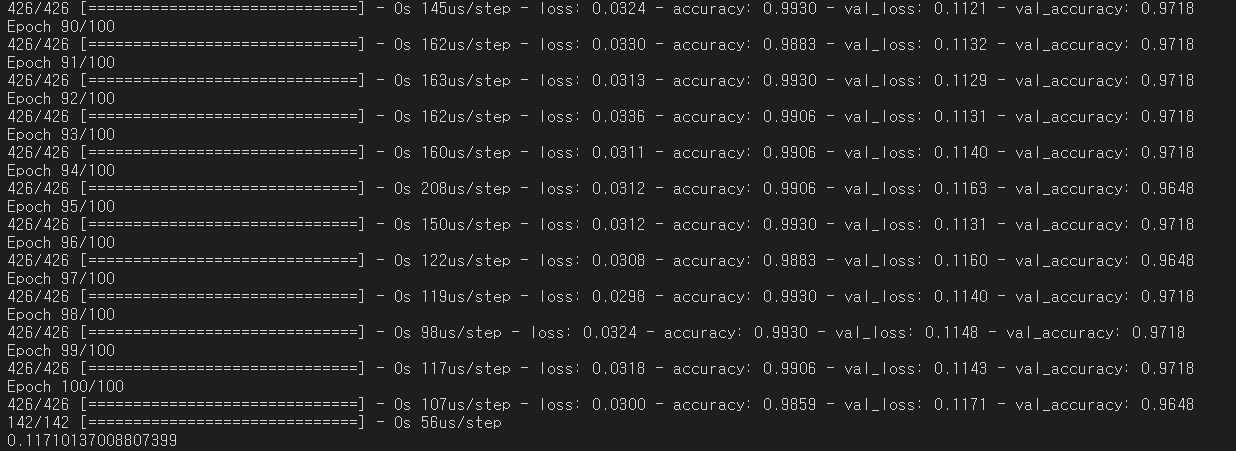 426/426 [==============================] - 0s 145us/step - loss: 0.0324 - accuracy: 0.9930 - val_loss: 0.1121 - val_accuracy: 0.9718
Epoch 90/100
426/426 [==============================] - 0s 162us/step - loss: 0.0330 - accuracy: 0.9883 - val_loss: 0.1132 - val_accuracy: 0.9718
Epoch 91/100
426/426 [==============================] - 0s 163us/step - loss: 0.0313 - accuracy: 0.9930 - val_loss: 0.1129 - val_accuracy: 0.9718
Epoch 92/100
426/426 [==============================] - 0s 162us/step - loss: 0.0336 - accuracy: 0.9906 - val_loss: 0.1131 - val_accuracy: 0.9718
Epoch 93/100
426/426 [==============================] - 0s 160us/step - loss: 0.0311 - accuracy: 0.9906 - val_loss: 0.1140 - val_accuracy: 0.9718
Epoch 94/100
426/426 [==============================] - 0s 208us/step - loss: 0.0312 - accuracy: 0.9906 - val_loss: 0.1163 - val_accuracy: 0.9648
Epoch 95/100
426/426 [==============================] - 0s 150us/step - loss: 0.0312 - accuracy: 0.9930 - val_loss: 0.1131 - val_accuracy: 0.9718
Epoch 96/100
426/426 [==============================] - 0s 122us/step - loss: 0.0308 - accuracy: 0.9883 - val_loss: 0.1160 - val_accuracy: 0.9648
Epoch 97/100
426/426 [==============================] - 0s 119us/step - loss: 0.0298 - accuracy: 0.9930 - val_loss: 0.1140 - val_accuracy: 0.9718
Epoch 98/100
426/426 [==============================] - 0s 98us/step - loss: 0.0324 - accuracy: 0.9930 - val_loss: 0.1148 - val_accuracy: 0.9718
Epoch 99/100
426/426 [==============================] - 0s 117us/step - loss: 0.0318 - accuracy: 0.9906 - val_loss: 0.1143 - val_accuracy: 0.9718
Epoch 100/100
426/426 [==============================] - 0s 107us/step - loss: 0.0300 - accuracy: 0.9859 - val_loss: 0.1171 - val_accuracy: 0.9648
142/142 [==============================] - 0s 56us/step
0.11710137008807399